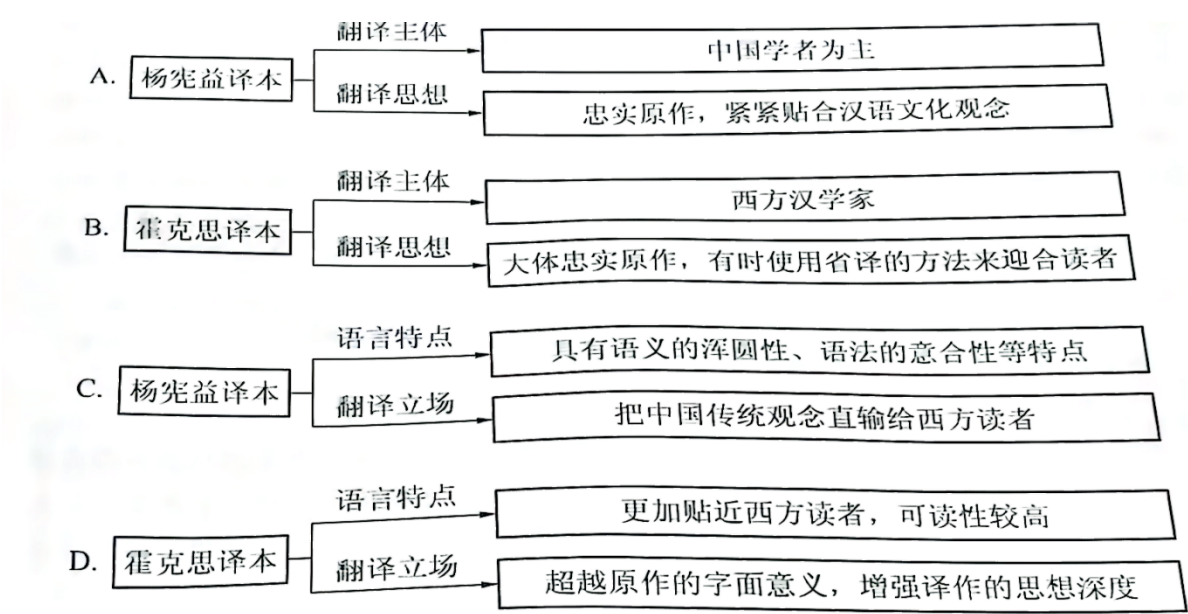 翻译主体
中国学者为主
A. 杨宪益译本
翻译思想
忠实原作，紧紧贴合汉语文化观念
翻译主体
西方汉学家
B. 霍克思译本
翻译思想
大体忠实原作，有时使用省译的方法来迎合读者
语言特点
具有语义的浑圆性、语法的意合性等特点
C. 杨宪益译本
翻译立场
把中国传统观念直输给西方读者
语言特点
更加贴近西方读者，可读性较高
D. 霍克思译本
翻译立场
超越原作的字面意义，增强译作的思想深度